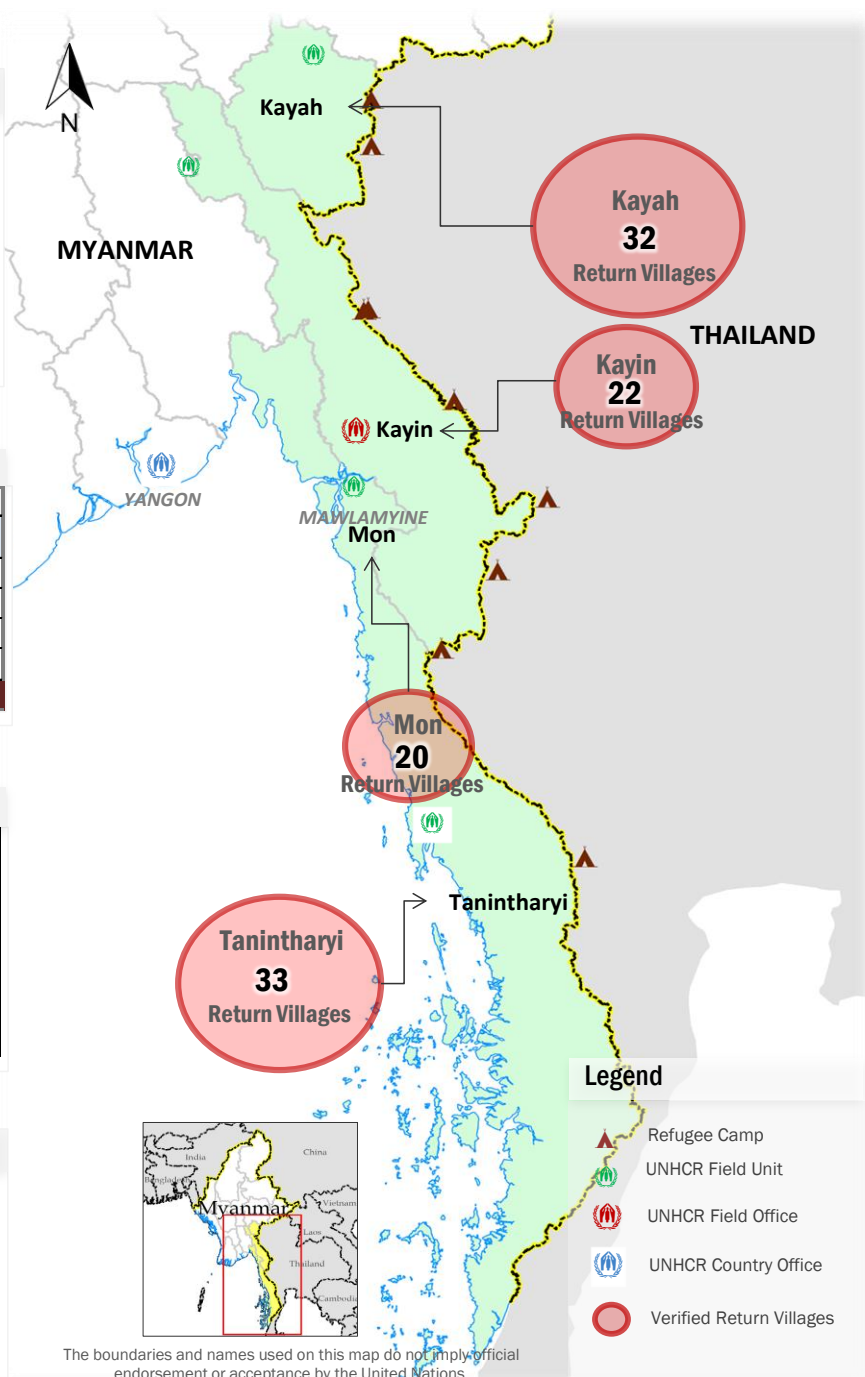 N
Kayah
MYANMAR
Kayah
32
Return Villages
THAILAND
Kayin
22
Return Villages
Kayin
YANGON
MAWLAMYINE
Mon
Mon
20
Return Villages
Tanintharyi
Tanintharyi
33
Return Villages
Legend
Refugee Camp
UNHCR Field Unit
UNHCR Field Office
UNHCR Country Office
Verified Return Villages
India
China
Bangladesh
Myanmar
Vietnam
Laos
Thailand
Cambodia
The boundaries and names used on this map do not imply official
endorsement or acceptance by the United Nations